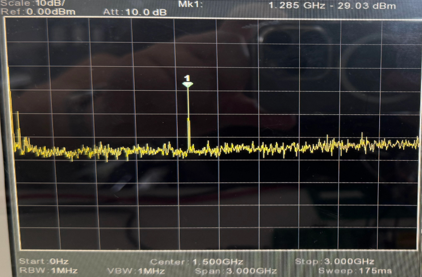 Scale:10dB/ Mk1: 1.285 GHz -29.03 dBm
Ref:0.00dBm Att:10.0 dB
1
Start:0Hz Center: 1.500GHz Stop: 3.000GHz
RBW:1MHz VBW:1MHz Span: 3.000GHz Sweep: 175ms